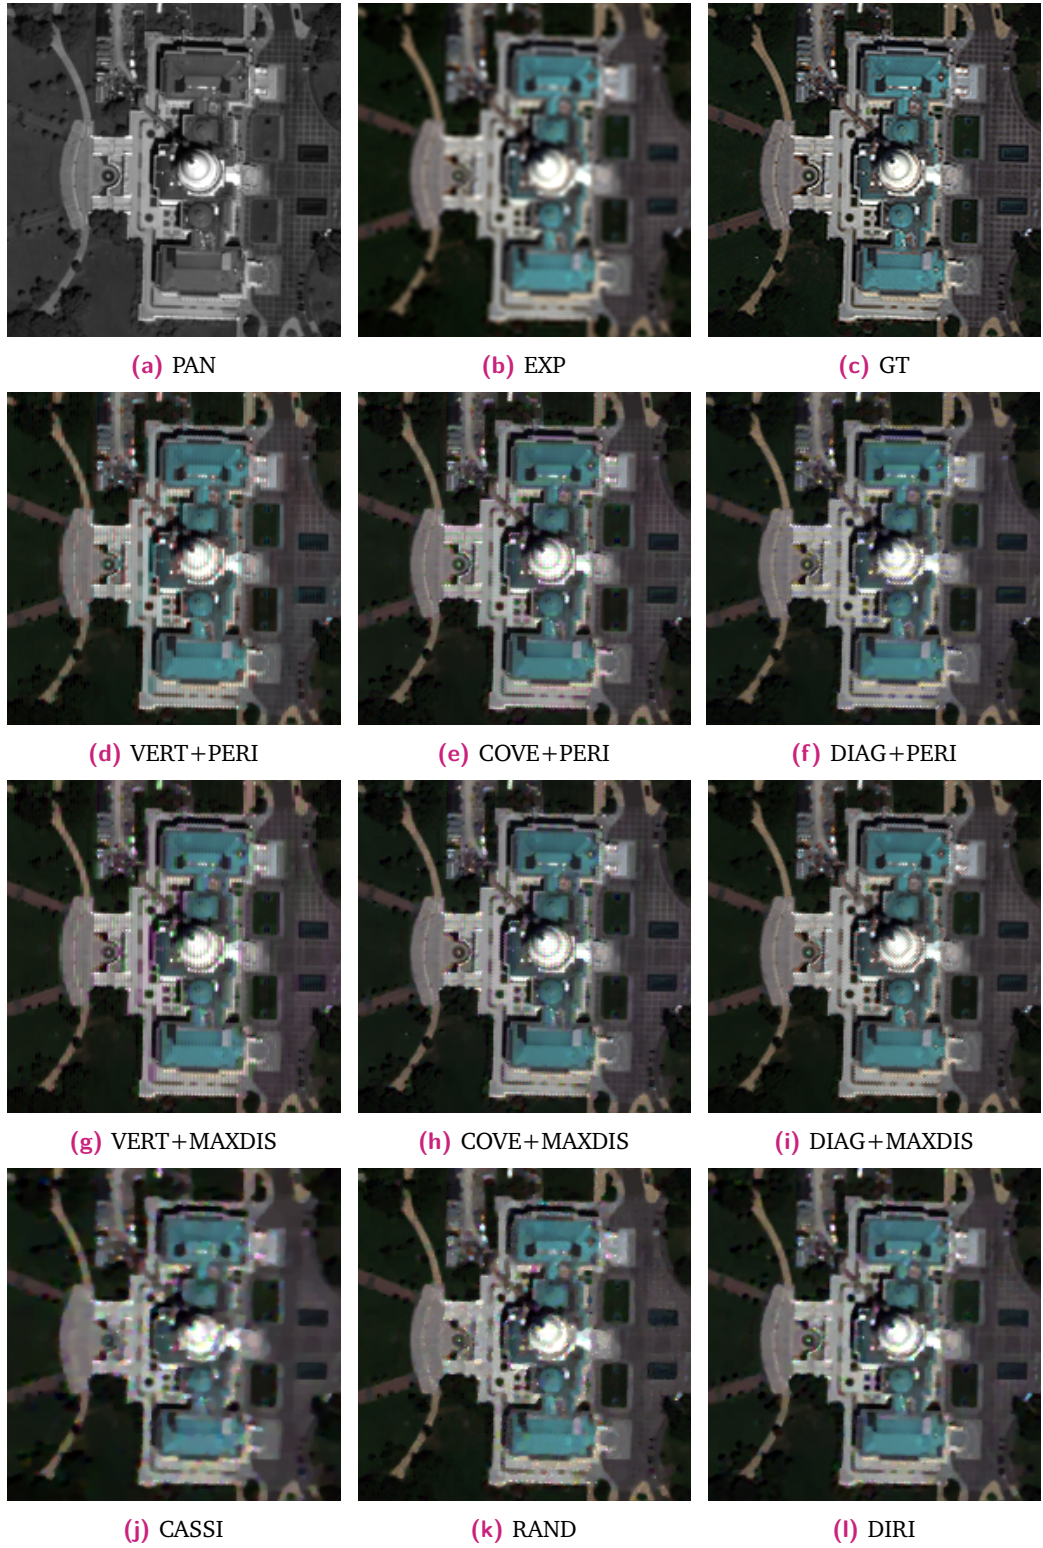 (a) PAN
(b) EXP
(c) GT
(d) VERT+PERI
(e) COVE+PERI
(f) DIAG+PERI
(g) VERT+MAXDIS
(h) COVE+MAXDIS
(i) DIAG+MAXDIS
(j) CASSI
(k) RAND
(l) DIRI